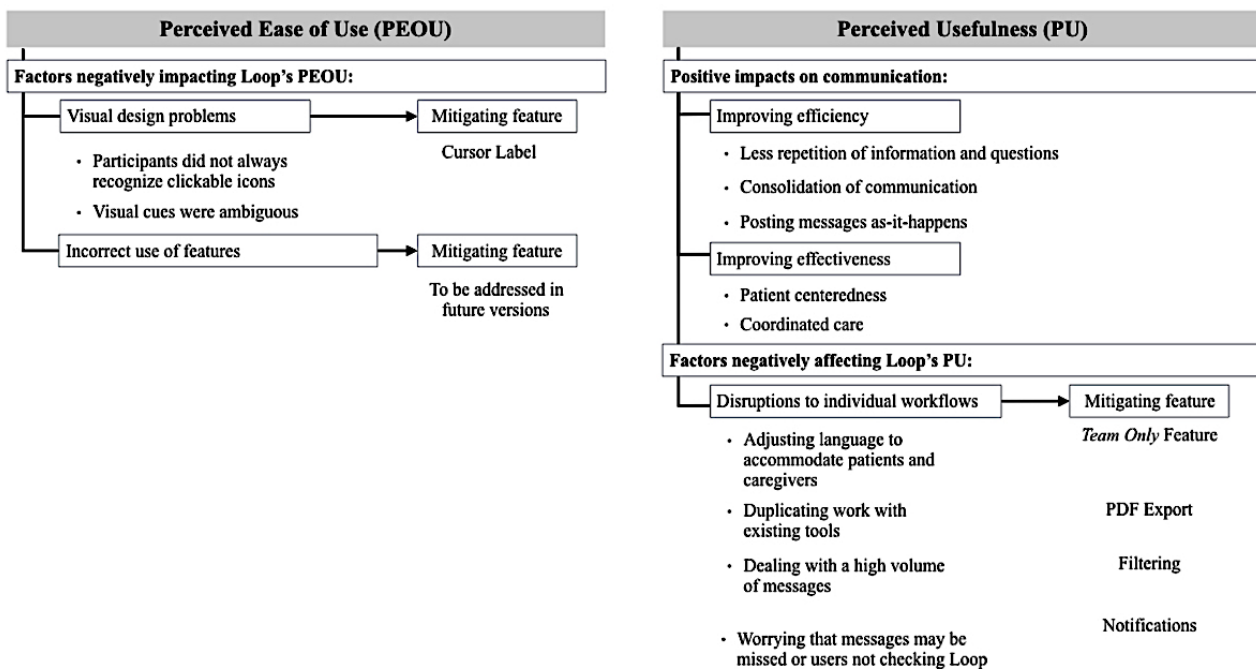 Perceived Ease of Use (PEOU)
Factors negatively impacting Loop's PEOU:
Visual design problems
Mitigating feature
Cursor Label
• Participants did not always
recognize clickable icons
• Visual cues were ambiguous
Incorrect use of features
Mitigating feature
To be addressed in
future versions
Perceived Usefulness (PU)
Positive impacts on communication:
Improving efficiency
• Less repetition of information and questions
• Consolidation of communication
• Posting messages as-it-happens
Improving effectiveness
• Patient centeredness
• Coordinated care
Factors negatively affecting Loop's PU:
Disruptions to individual workflows
Mitigating feature
• Adjusting language to
accommodate patients and
caregivers
Team Only Feature
• Duplicating work with
existing tools
PDF Export
• Dealing with a high volume
of messages
Filtering
• Worrying that messages may be
missed or users not checking Loop
Notifications